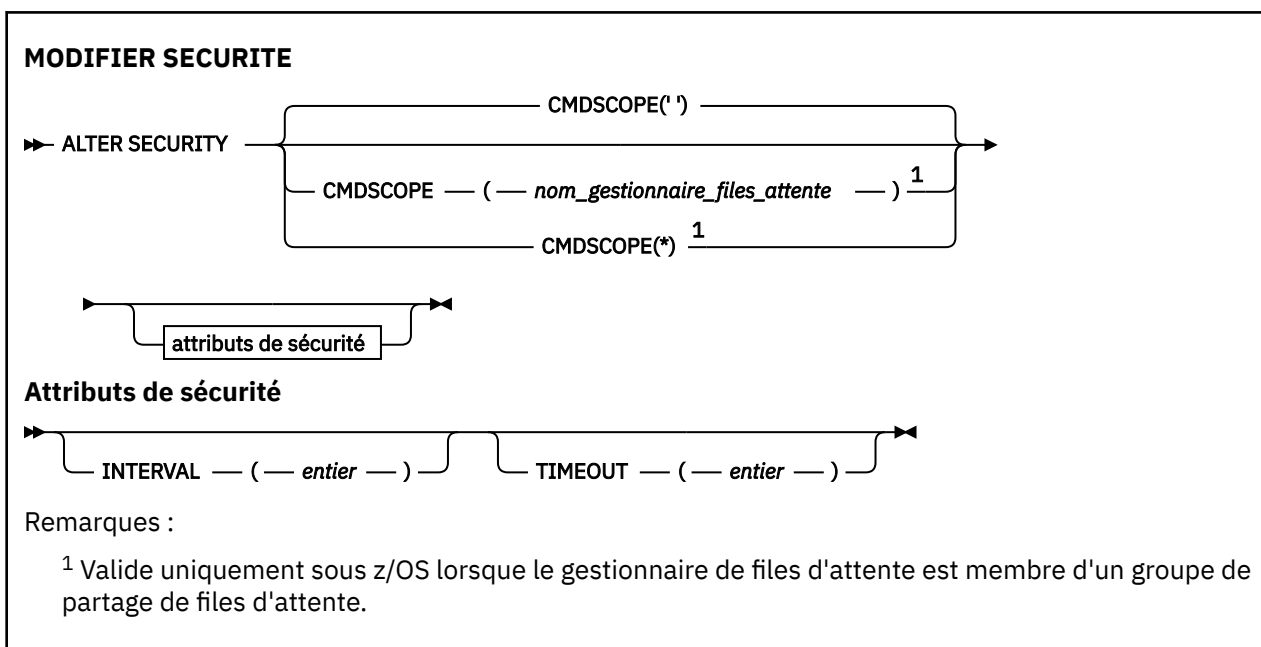 MODIFIER SECURITE
CMDSCOPE(' ')
ALTER SECURITY
CMDSCOPE — ( — nom_gestionnaire_files_attente — ) 1
CMDSCOPE(*) 1
attributs de sécurité
Attributs de sécurité
INTERVAL — ( — entier — ) TIMEOUT — ( — entier — )
Remarques :
1 Valide uniquement sous z/OS lorsque le gestionnaire de files d'attente est membre d'un groupe de
partage de files d'attente.